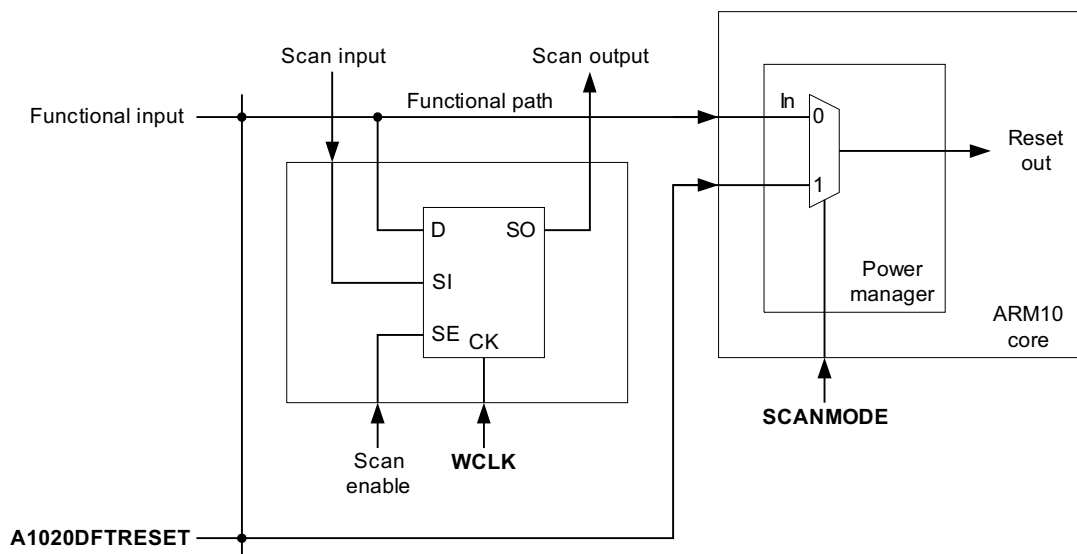 Scan input
Scan output
Functional input
Functional path
In
0
Reset
out
1
D
SO
SI
Power
manager
SE
CK
ARM10
core
SCANMODE
Scan
enable
WCLK
A1020DFTRESET